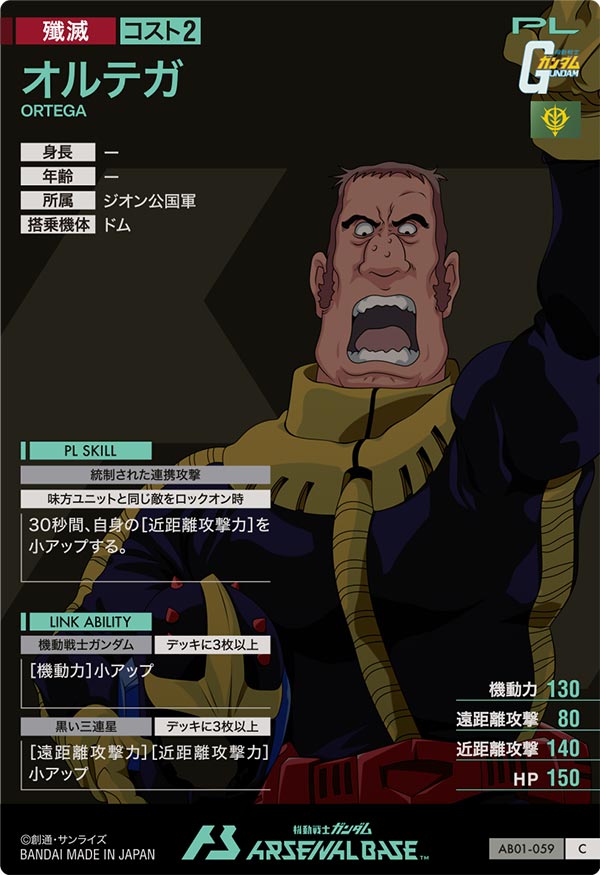 殲滅 コスト2
PL
オルテガ
ORTEGA
機動戦士 ガンダム
GUNDAM
身長 ー
年齢 ー
所属 ジオン公国軍
搭乗機体 ドム
PL SKILL
統制された連携攻撃
味方ユニットと同じ敵をロックオン時
30秒間、自身の[近距離攻撃力]を
小アップする。
LINK ABILITY
機動戦士ガンダム デッキに3枚以上
[機動力]小アップ
黒い三連星 デッキに3枚以上
[遠距離攻撃力][近距離攻撃力]
小アップ
機動力 130
遠距離攻撃 80
近距離攻撃 140
HP 150
©創通・サンライズ
BANDAI MADE IN JAPAN
機動戦士ガンダム
AB ARSENAL BASE™
AB01-059 C